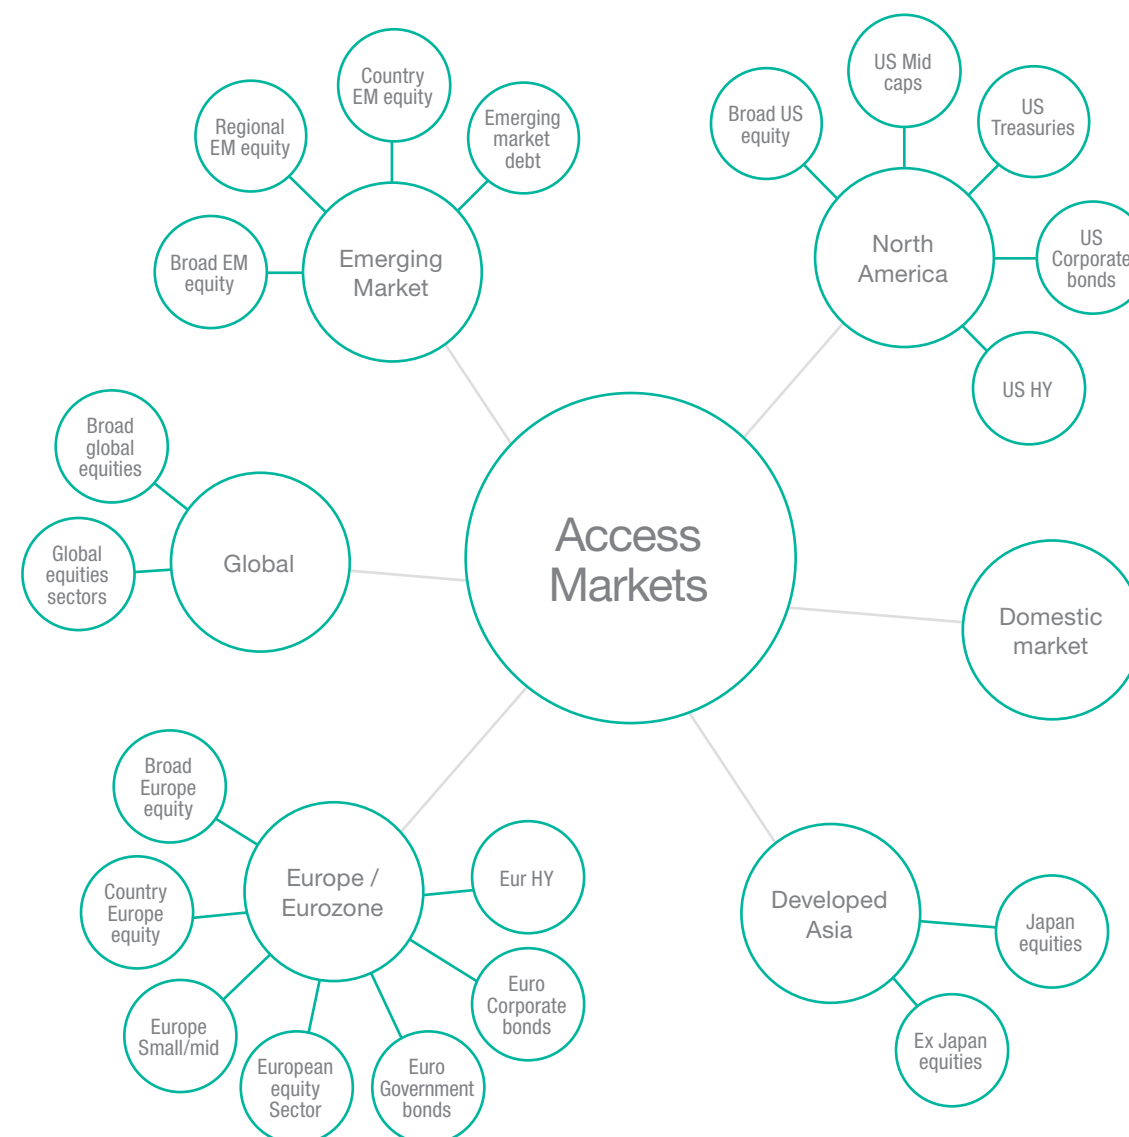 Country
EM equity
Regional
EM equity
Emerging
market
debt
Broad EM
equity
Emerging
Market
US Mid
caps
Broad US
equity
US
Treasuries
US
Corporate
bonds
North
America
US HY
Broad
global
equities
Global
equities
sectors
Global
Access
Markets
Domestic
market
Broad
Europe
equity
Country
Europe
equity
Europe /
Eurozone
Eur HY
Europe
Small/mid
European
equity
Sector
Euro
Government
bonds
Euro
Corporate
bonds
Developed
Asia
Japan
equities
Ex Japan
equities